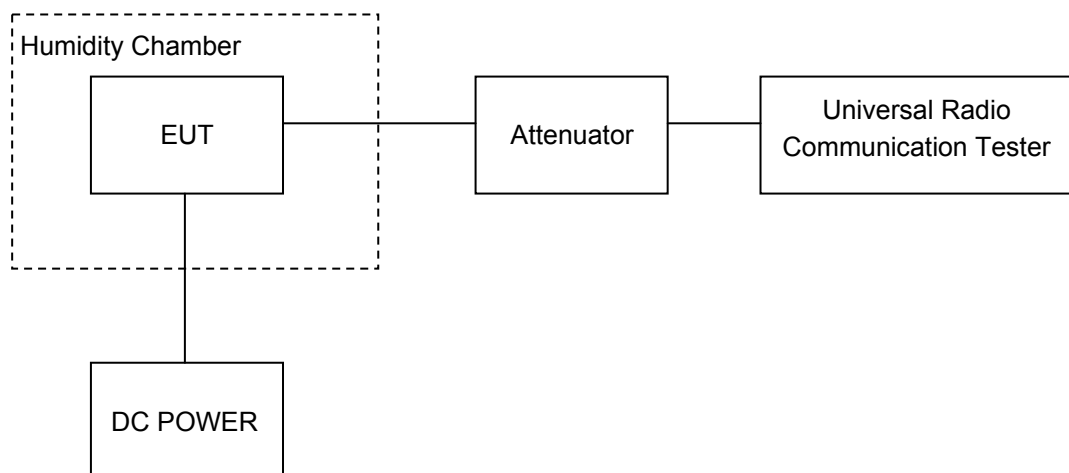 Humidity Chamber
EUT
Attenuator
Universal Radio
Communication Tester
DC POWER